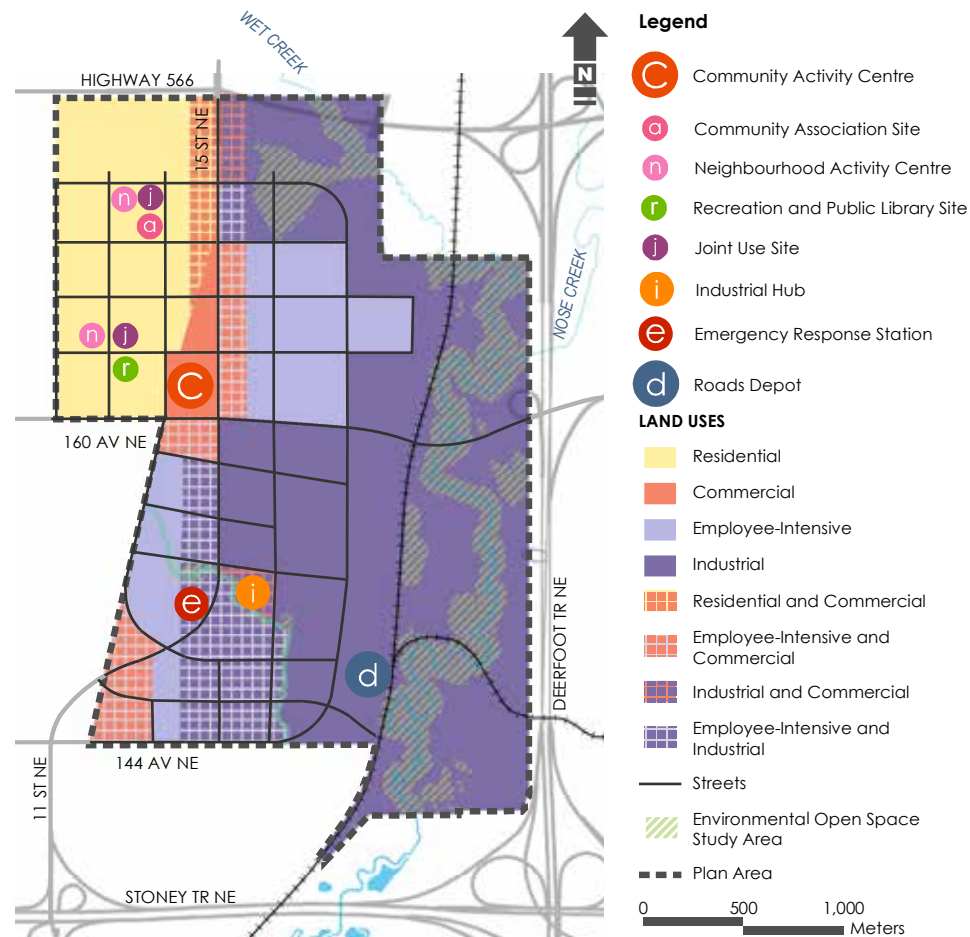 WET CREEK
HIGHWAY 566
15 ST NE
N
n
j
a
n
j
r
C
NOSE CREEK
160 AV NE
e
i
d
DEERFOOT TR NE
144 AV NE
11 ST NE
STONEY TR NE
Legend
C Community Activity Centre
a Community Association Site
n Neighbourhood Activity Centre
r Recreation and Public Library Site
j Joint Use Site
i Industrial Hub
e Emergency Response Station
d Roads Depot
LAND USES
Residential
Commercial
Employee-Intensive
Industrial
Residential and Commercial
Employee-Intensive and
Commercial
Industrial and Commercial
Employee-Intensive and
Industrial
Streets
Environmental Open Space
Study Area
Plan Area
0 500 1,000
Meters